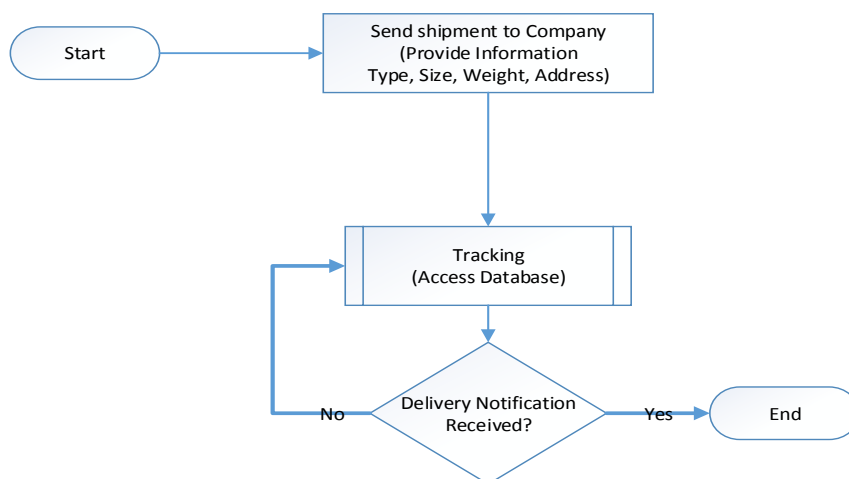 Start
Send shipment to Company
(Provide Information
Type, Size, Weight, Address)
Tracking
(Access Database)
Delivery Notification
Received?
No
Yes
End